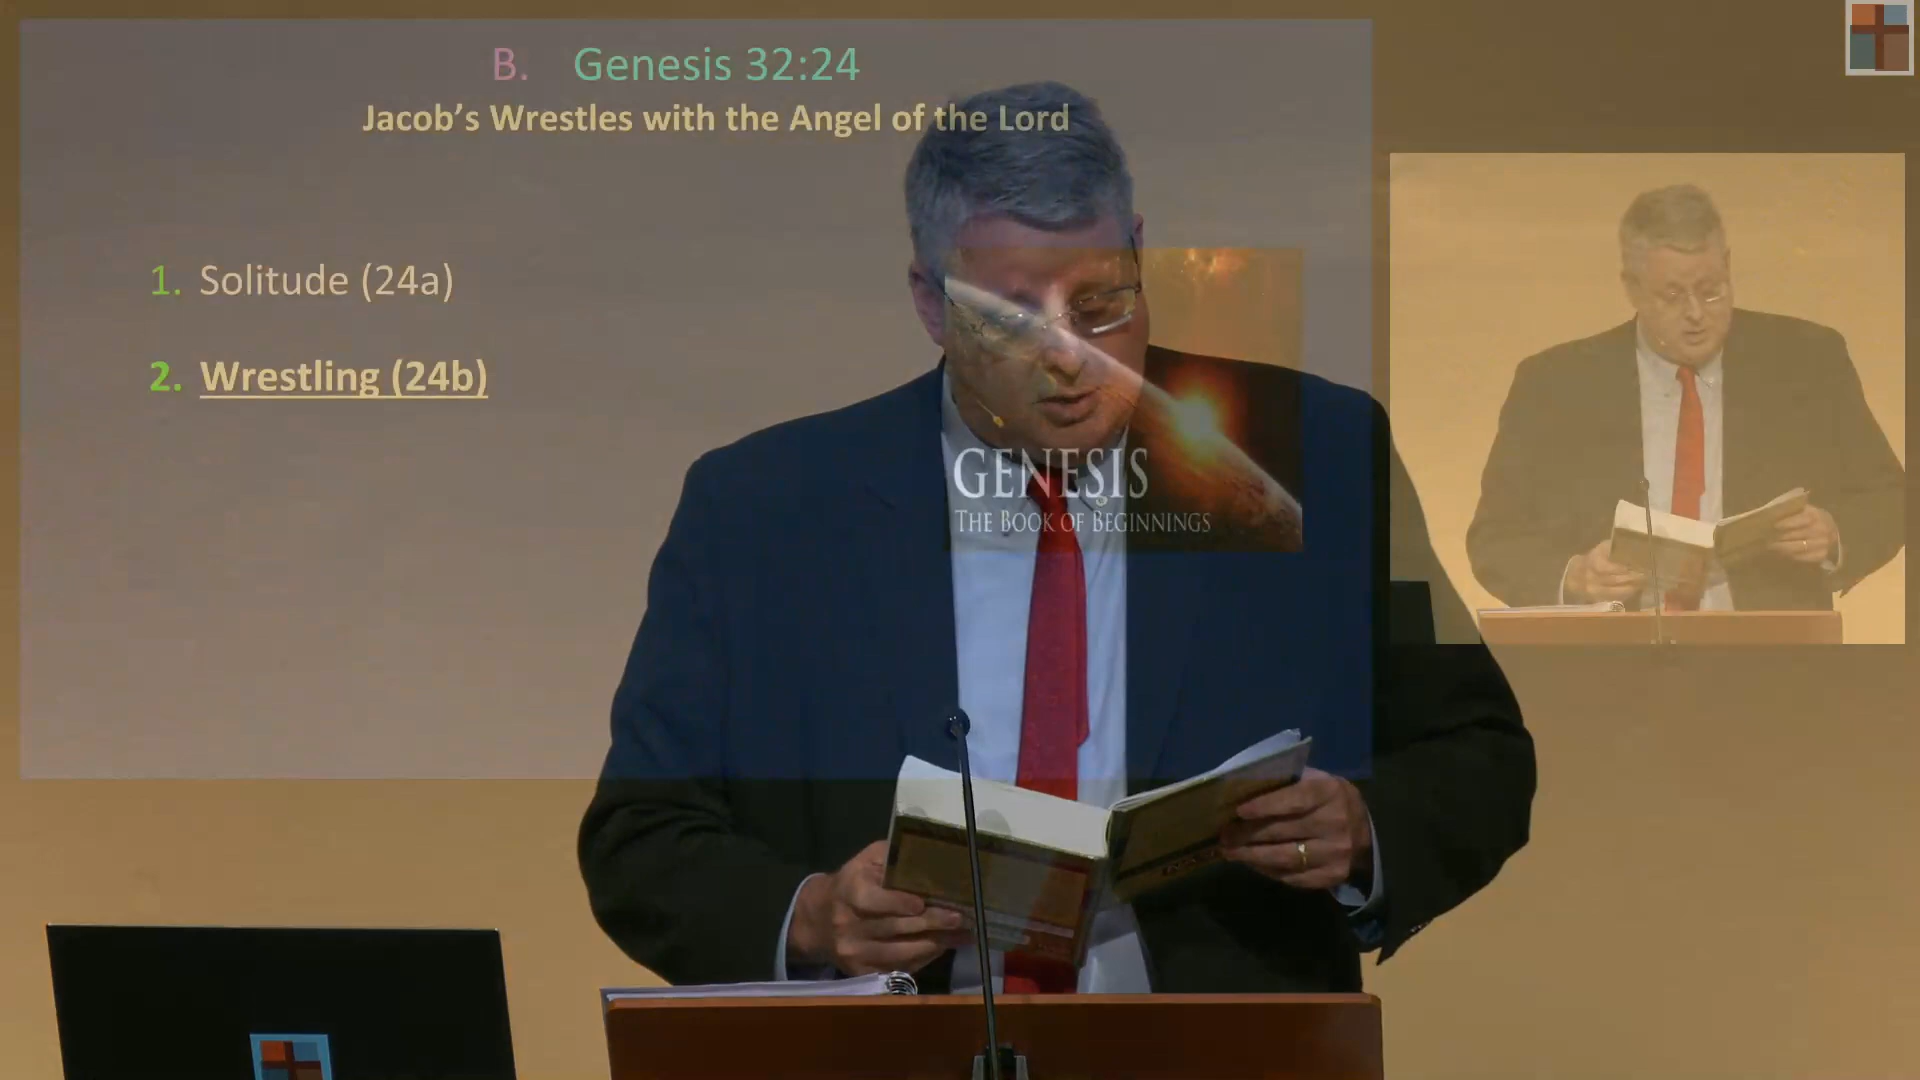 B. Genesis 32:24
Jacob’s Wrestles with the Angel of the Lord
1. Solitude (24a)
2. Wrestling (24b)
GENESIS
THE BOOK OF BEGINNINGS